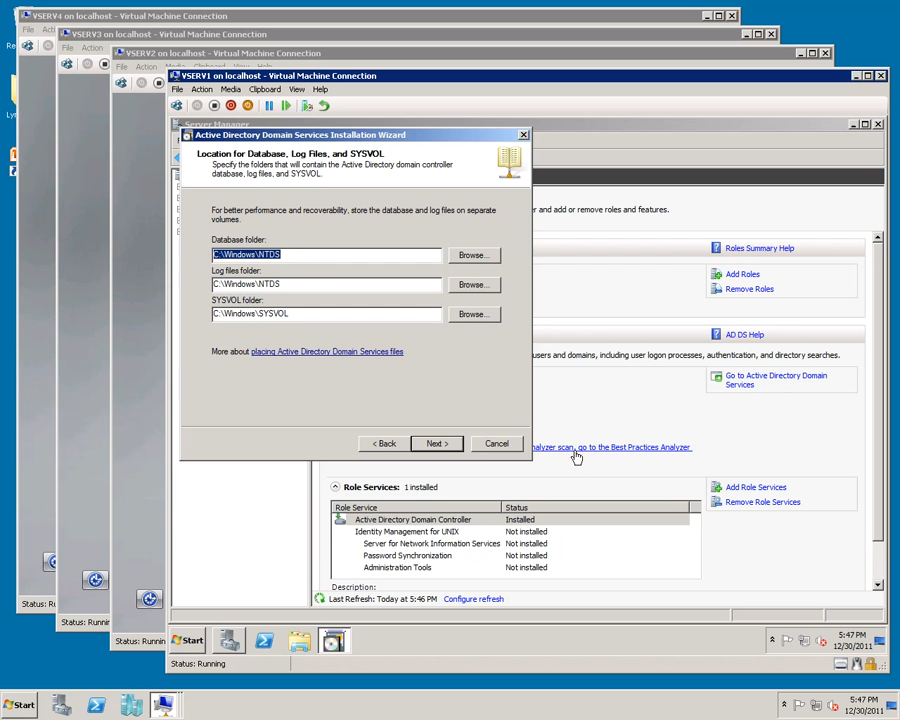 VSERV4 on localhost - Virtual Machine Connection
VSERV3 on localhost - Virtual Machine Connection
VSERV2 on localhost - Virtual Machine Connection
VSERV1 on localhost - Virtual Machine Connection
File Action Media Clipboard View Help
Server Manager
Active Directory Domain Services Installation Wizard
Location for Database, Log Files, and SYSVOL
Specify the folders that will contain the Active Directory domain controller
database, log files, and SYSVOL.
For better performance and recoverability, store the database and log files on separate
volumes.
Database folder:
C:\Windows\NTDS
Browse...
Log files folder:
C:\Windows\NTDS
Browse...
SYSVOL folder:
C:\Windows\SYSVOL
Browse...
More about placing Active Directory Domain Services files
< Back
Next >
Cancel
er and add or remove roles and features.
Roles Summary Help
Add Roles
Remove Roles
AD DS Help
users and domains, including user logon processes, authentication, and directory searches.
Go to Active Directory Domain
Services
nalyzer scan, go to the Best Practices Analyzer
Role Services: 1 installed
Add Role Services
Remove Role Services
Role Service Status
Active Directory Domain Controller Installed
Identity Management for UNIX Not installed
Server for Network Information Services Not installed
Password Synchronization Not installed
Administration Tools Not installed
Description:
Last Refresh: Today at 5:46 PM Configure refresh
Start
5:47 PM
12/30/2011
Status: Ru
Status: Runn
Status: Runnin
Status: Running
Start
5:47 PM
12/30/2011